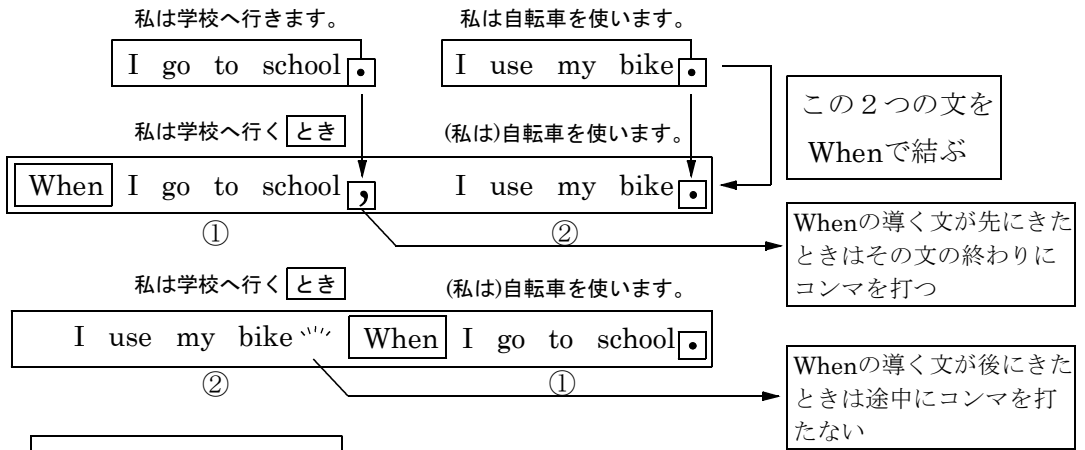 私は学校へ行きます。 私は自転車を使います。
I go to school. I use my bike.
この2つの文を
Whenで結ぶ
私は学校へ行く とき (私は)自転車を使います。
When I go to school, I use my bike.
① ②
Whenの導く文が先にきた
ときはその文の終わりに
コンマを打つ
私は学校へ行く とき (私は)自転車を使います。
I use my bike When I go to school.
② ①
Whenの導く文が後にきた
ときは途中にコンマを打
たない